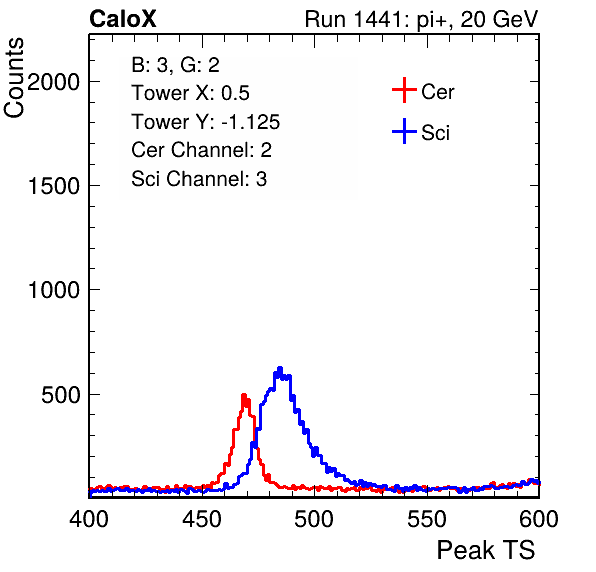 CaloX Run 1441: pi+, 20 GeV
Counts
B: 3, G: 2
Tower X: 0.5
Tower Y: -1.125
Cer Channel: 2
Sci Channel: 3
Cer
Sci
2000
1500
1000
500
400 450 500 550 600
Peak TS